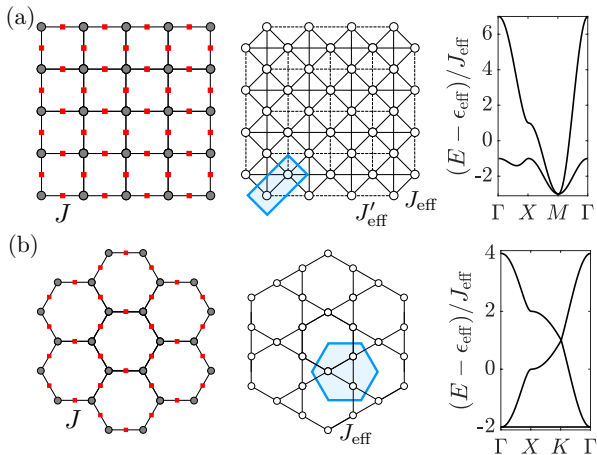 (a)
J
J'eff
Jeff
(E − ϵeff)/Jeff
6
4
2
0
-2
Γ X M Γ
(b)
J
Jeff
(E − ϵeff)/Jeff
4
2
0
-2
Γ X K Γ